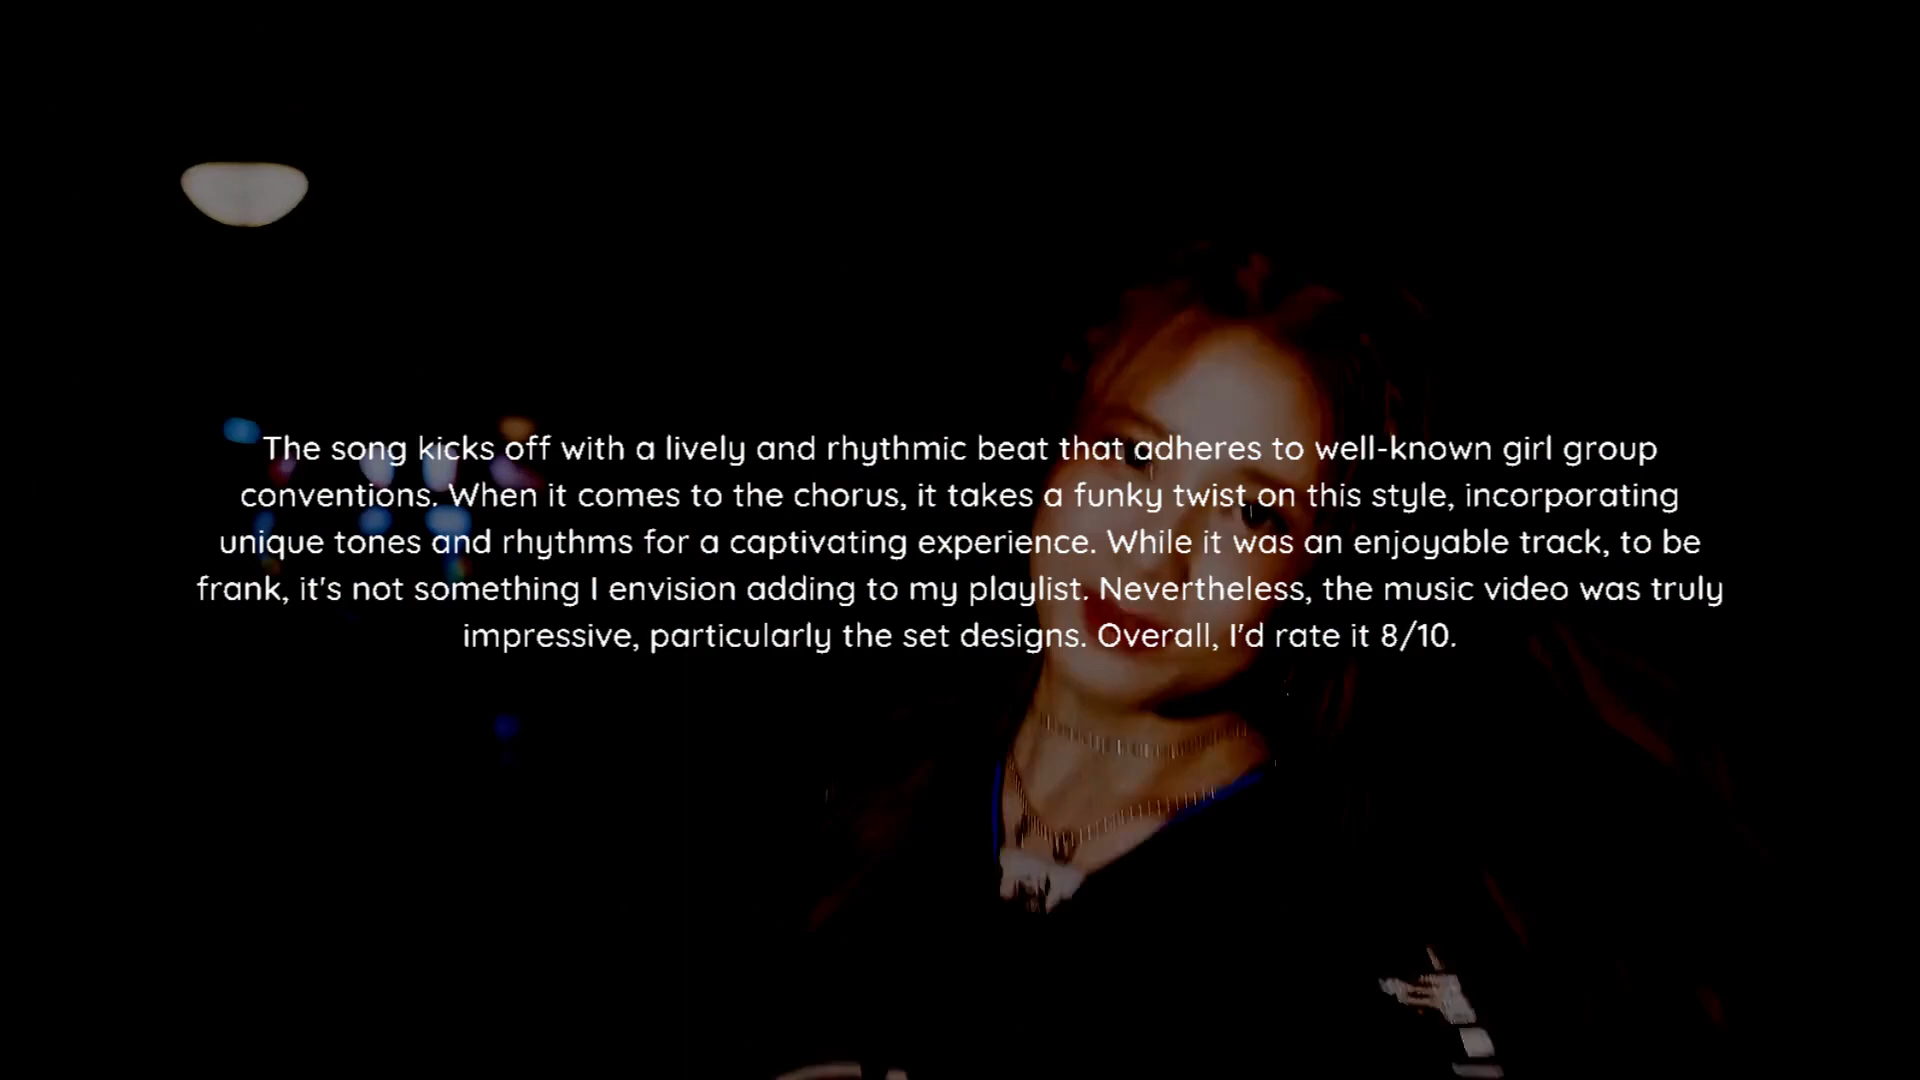 The song kicks off with a lively and rhythmic beat that adheres to well-known girl group
conventions. When it comes to the chorus, it takes a funky twist on this style, incorporating
unique tones and rhythms for a captivating experience. While it was an enjoyable track, to be
frank, it's not something I envision adding to my playlist. Nevertheless, the music video was truly
impressive, particularly the set designs. Overall, I'd rate it 8/10.